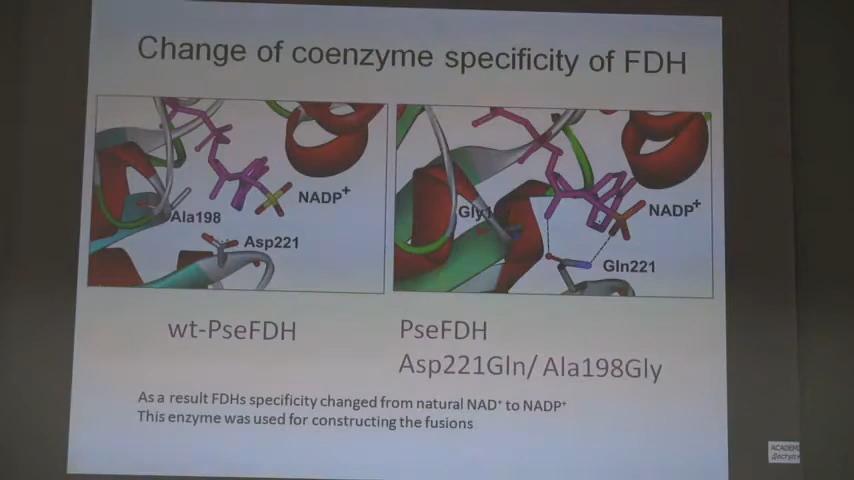 Change of coenzyme specificity of FDH
NADP+
Ala198
Asp221
NADP+
Gln221
wt-PseFDH
PseFDH
Asp221Gln/ Ala198Gly
As a result FDHs specificity changed from natural NAD+ to NADP+
This enzyme was used for constructing the fusions